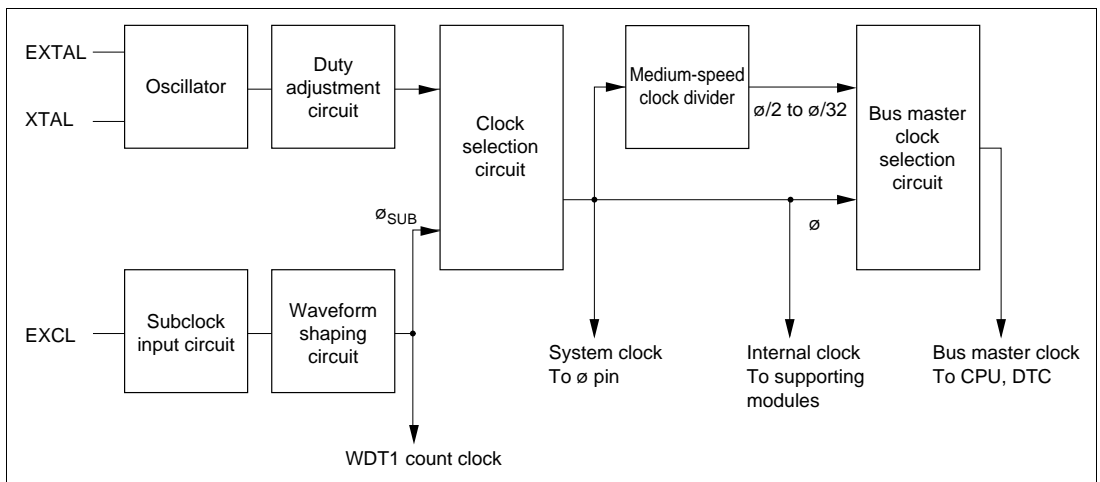 EXTAL
XTAL
Oscillator
Duty
adjustment
circuit
Clock
selection
circuit
Medium-speed
clock divider
ø/2 to ø/32
Bus master
clock
selection
circuit
øSUB
ø
EXCL
Subclock
input circuit
Waveform
shaping
circuit
System clock
To ø pin
Internal clock
To supporting
modules
Bus master clock
To CPU, DTC
WDT1 count clock